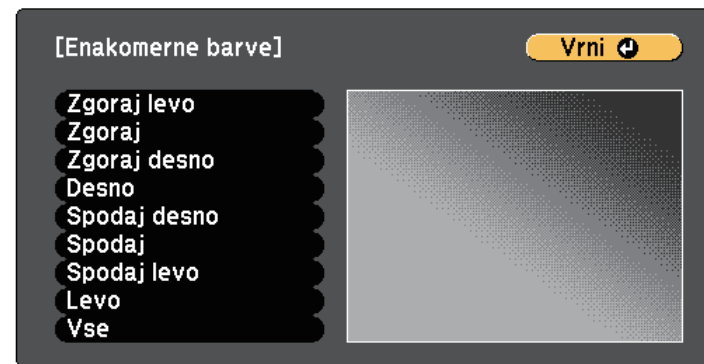 [Enakomerne barve]
Vrni
Zgoraj levo
Zgoraj
Zgoraj desno
Desno
Spodaj desno
Spodaj
Spodaj levo
Levo
Vse